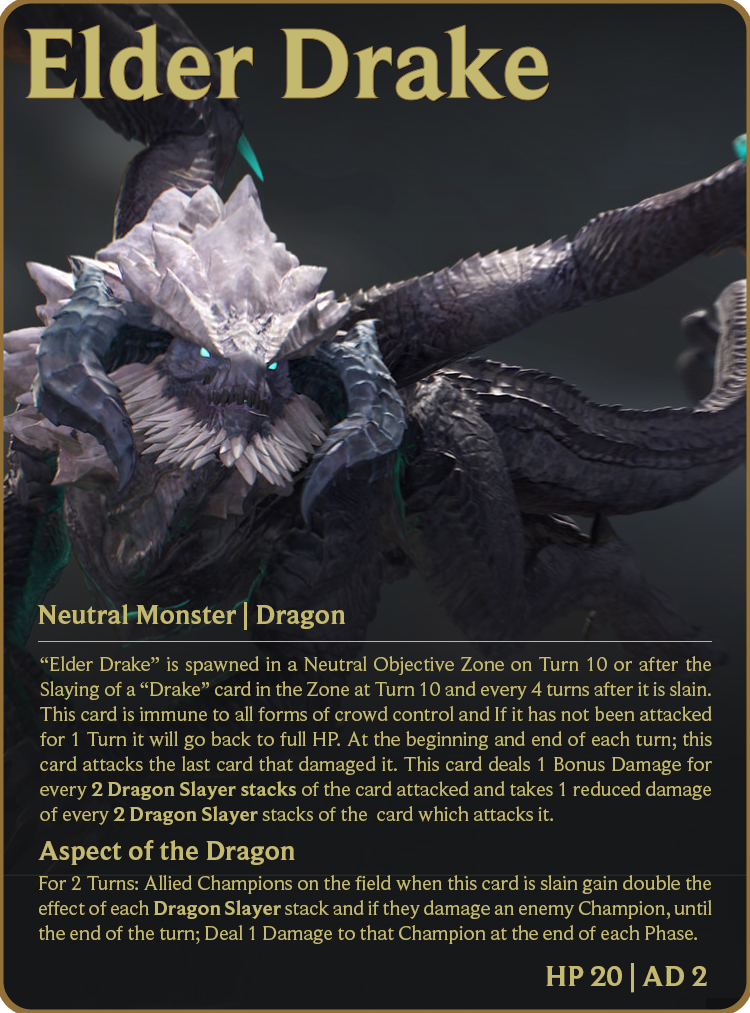 Elder Drake
Neutral Monster | Dragon
“Elder Drake” is spawned in a Neutral Objective Zone on Turn 10 or after the
Slaying of a “Drake” card in the Zone at Turn 10 and every 4 turns after it is slain.
This card is immune to all forms of crowd control and If it has not been attacked
for 1 Turn it will go back to full HP. At the beginning and end of each turn; this
card attacks the last card that damaged it. This card deals 1 Bonus Damage for
every 2 Dragon Slayer stacks of the card attacked and takes 1 reduced damage
of every 2 Dragon Slayer stacks of the card which attacks it.
Aspect of the Dragon
For 2 Turns: Allied Champions on the field when this card is slain gain double the
effect of each Dragon Slayer stack and if they damage an enemy Champion, until
the end of the turn; Deal 1 Damage to that Champion at the end of each Phase.
HP 20 | AD 2